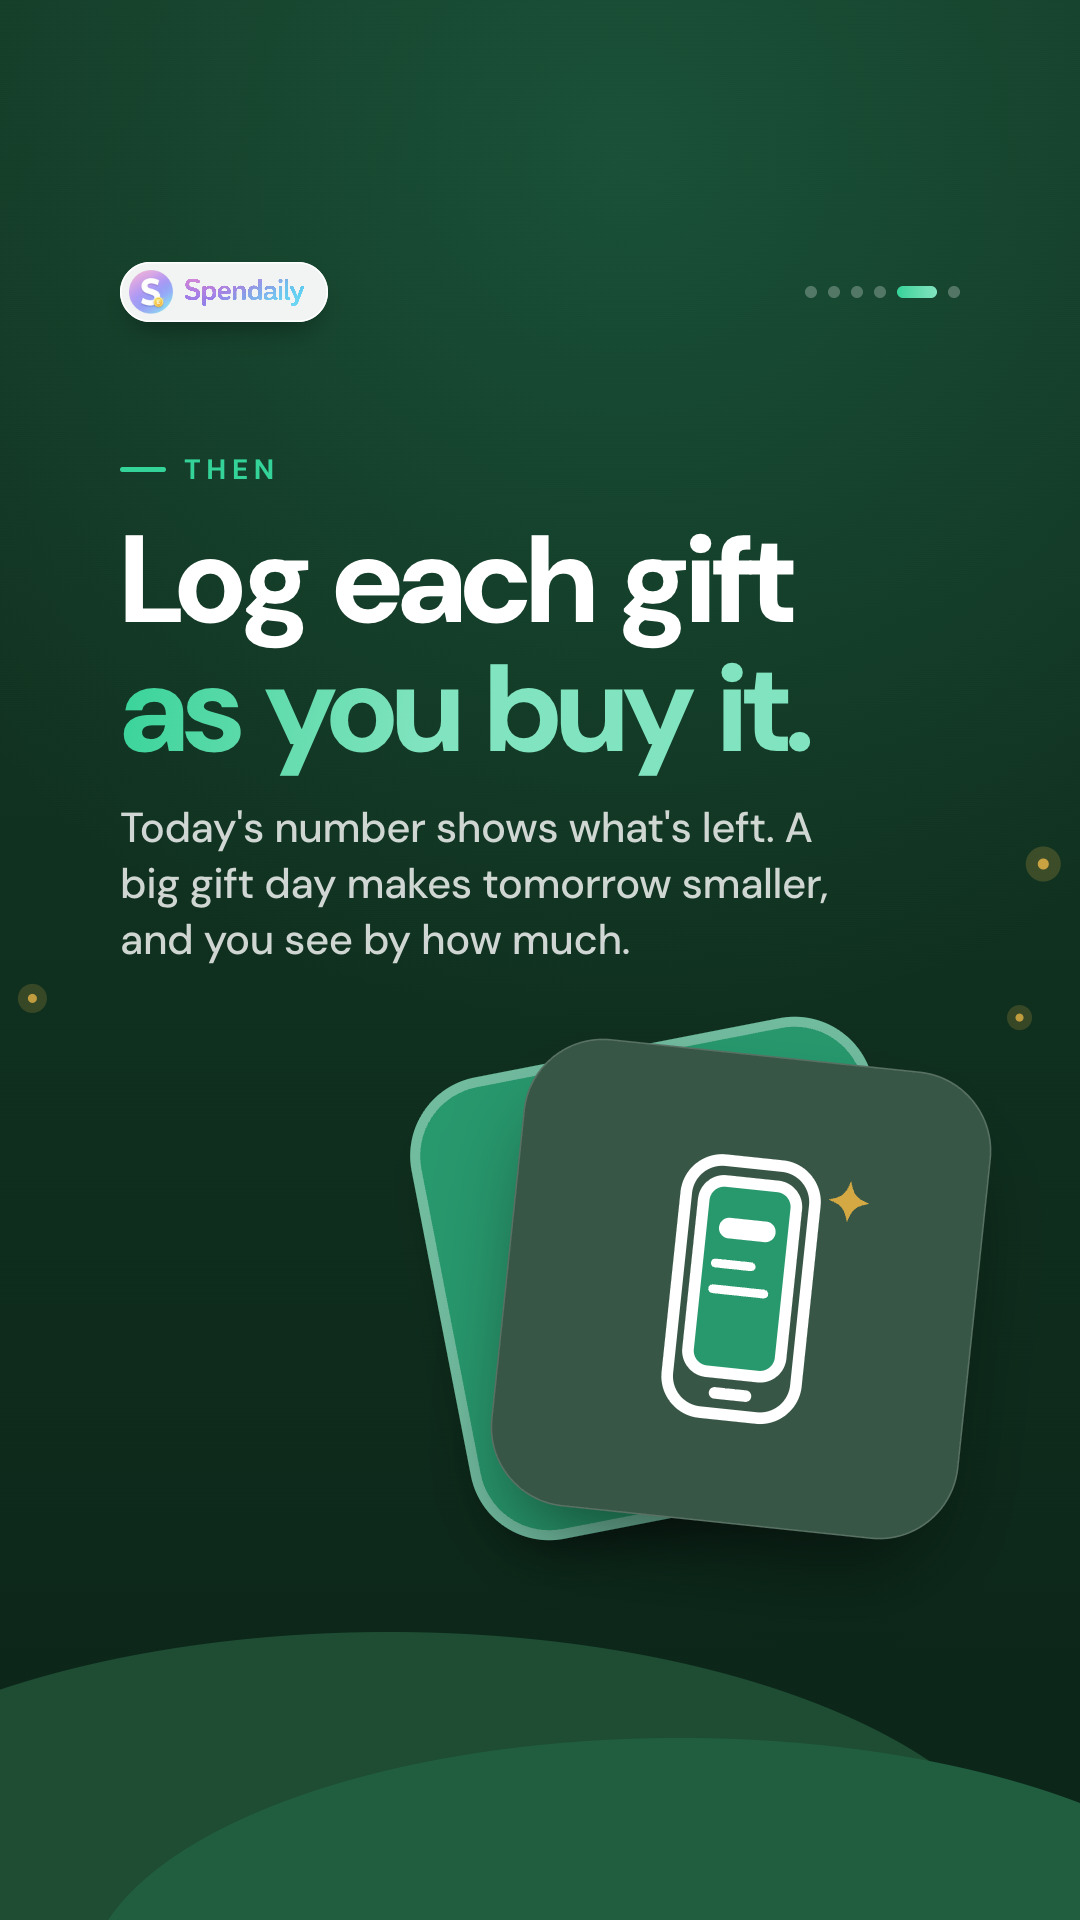 Spendaily
THEN
Log each gift
as you buy it.
Today's number shows what's left. A
big gift day makes tomorrow smaller,
and you see by how much.